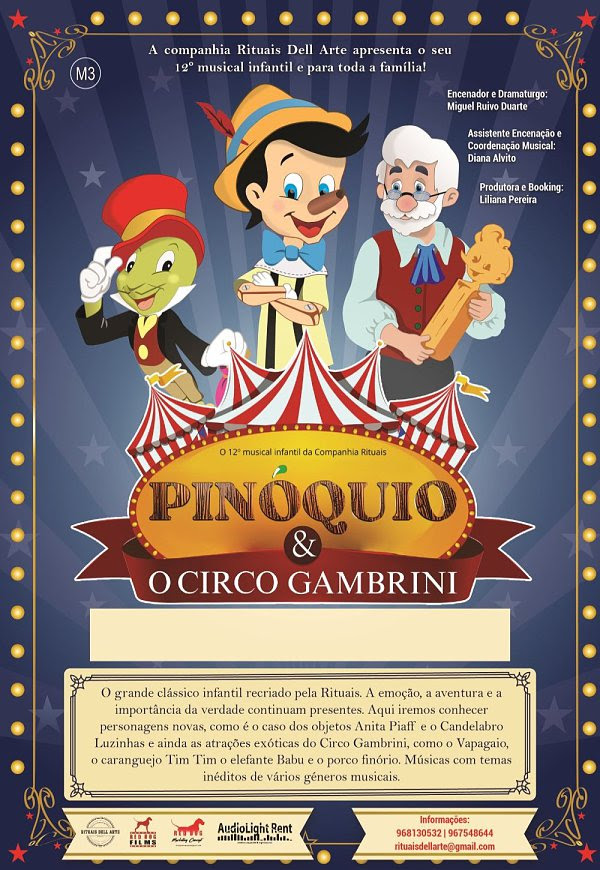 A companhia Rituais Dell Arte apresenta o seu
12º musical infantil e para toda a família!
M3
Encenador e Dramaturgo:
Miguel Ruivo Duarte
Assistente Encenação e
Coordenação Musical:
Diana Alvito
Produtora e Booking:
Liliana Pereira
O 12º musical infantil da Companhia Rituais
PINÓQUIO
&
O CIRCO GAMBRINI
O grande clássico infantil recriado pela Rituais. A emoção, a aventura e a
importância da verdade continuam presentes. Aqui iremos conhecer
personagens novas, como é o caso dos objetos Anita Piaff e o Candelabro
Luzinhas e ainda as atrações exóticas do Circo Gambrini, como o Vapagaio,
o caranguejo Tim Tim o elefante Babu e o porco finório. Músicas com temas
inéditos de vários géneros musicais.
RITUAIS DELL ARTE
RED DOG
FILMS
RED DOG
AudioLight Rent
Informações:
968130532 | 967548644
rituaisdellarte@gmail.com